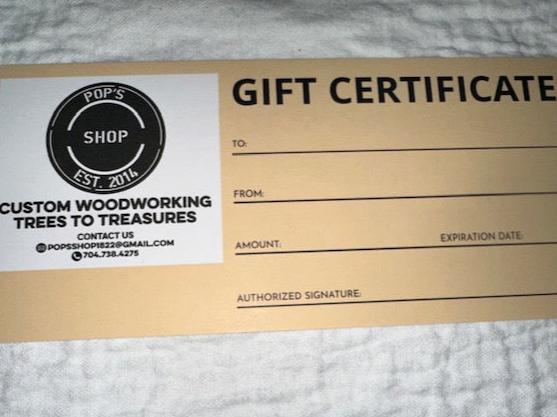 POP'S
SHOP
EST. 2014
CUSTOM WOODWORKING
TREES TO TREASURES
CONTACT US
POPSSHOP1822@GMAIL.COM
704.738.4275
GIFT CERTIFICATE
TO:
FROM:
AMOUNT: EXPIRATION DATE:
AUTHORIZED SIGNATURE: